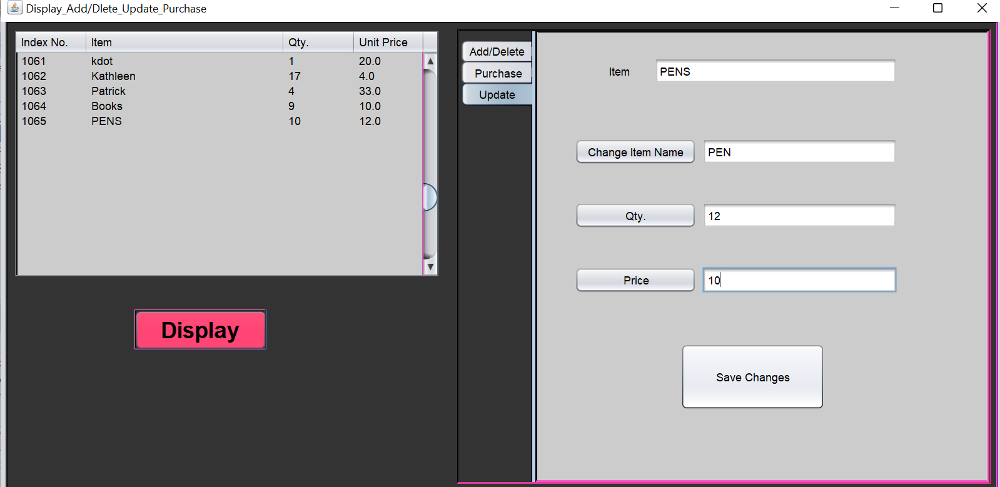 Display_Add/Dlete_Update_Purchase
Index No. Item Qty. Unit Price
1061 kdot 1 20.0
1062 Kathleen 17 4.0
1063 Patrick 4 33.0
1064 Books 9 10.0
1065 PENS 10 12.0
Display
Add/Delete
Purchase
Update
Item PENS
Change Item Name PEN
Qty. 12
Price 10
Save Changes